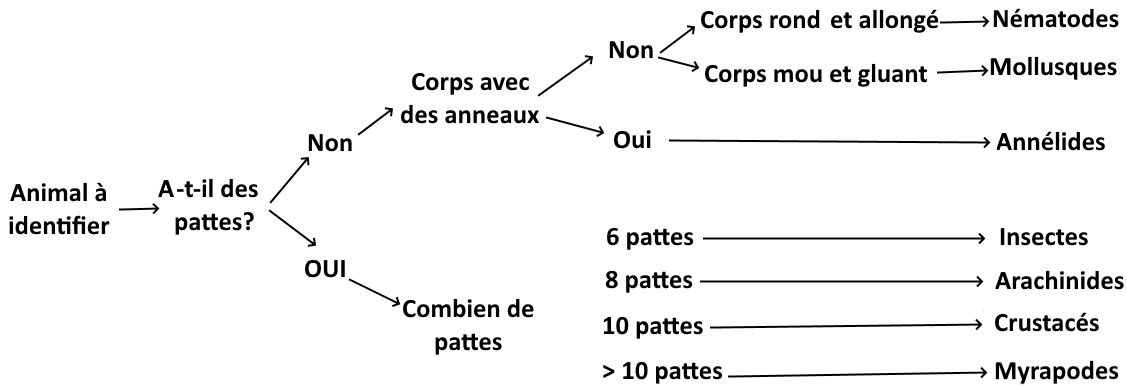 Animal à
identifier
A-t-il des
pattes?
Non
OUI
Corps avec
des anneaux
Non
Corps rond et allongé
Nématodes
Corps mou et gluant
Mollusques
Oui
Annélides
Combien de
pattes
6 pattes
Insectes
8 pattes
Arachinides
10 pattes
Crustacés
> 10 pattes
Myrapodes